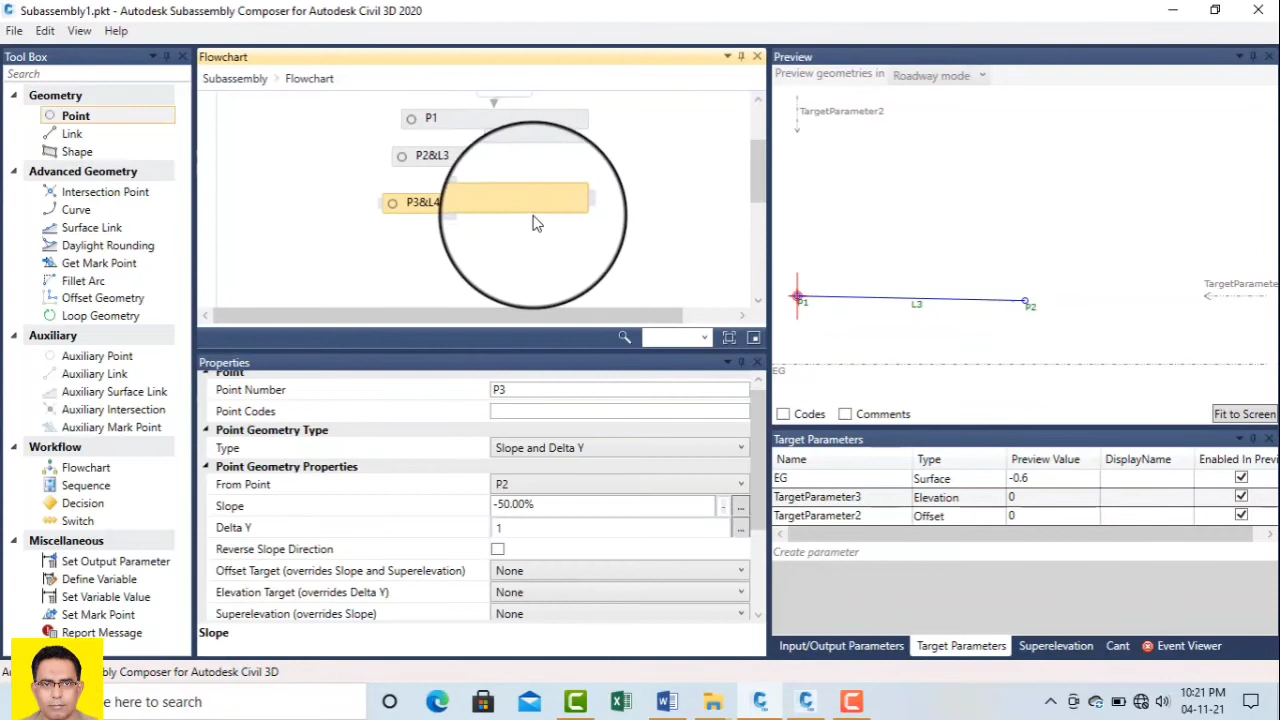 Subassembly1.pkt - Autodesk Subassembly Composer for Autodesk Civil 3D 2020
File Edit View Help
Tool Box
Search
Geometry
Point
Link
Shape
Advanced Geometry
Intersection Point
Curve
Surface Link
Daylight Rounding
Get Mark Point
Fillet Arc
Offset Geometry
Loop Geometry
Auxiliary
Auxiliary Point
Auxiliary Link
Auxiliary Surface Link
Auxiliary Intersection
Auxiliary Mark Point
Workflow
Flowchart
Sequence
Decision
Switch
Miscellaneous
Set Output Parameter
Define Variable
Set Variable Value
Set Mark Point
Report Message
Flowchart
Subassembly Flowchart
P1
P2&L3
P3&L4
Properties
Point
Point Number P3
Point Codes
Point Geometry Type
Type Slope and Delta Y
Point Geometry Properties
From Point P2
Slope -50.00% - ...
Delta Y 1 ...
Reverse Slope Direction
Offset Target (overrides Slope and Superelevation) None
Elevation Target (overrides Delta Y) None
Superelevation (overrides Slope) None
Slope
Preview
Preview geometries in Roadway mode
TargetParameter2
TargetParamete
P1 L3 P2
EG
Codes Comments Fit to Screen
Target Parameters
Name Type Preview Value DisplayName Enabled In Previ
EG Surface -0.6
TargetParameter3 Elevation 0
TargetParameter2 Offset 0
Create parameter
Input/Output Parameters Target Parameters Superelevation Cant Event Viewer
bly Composer for Autodesk Civil 3D
here to search
10:21 PM
04-11-21